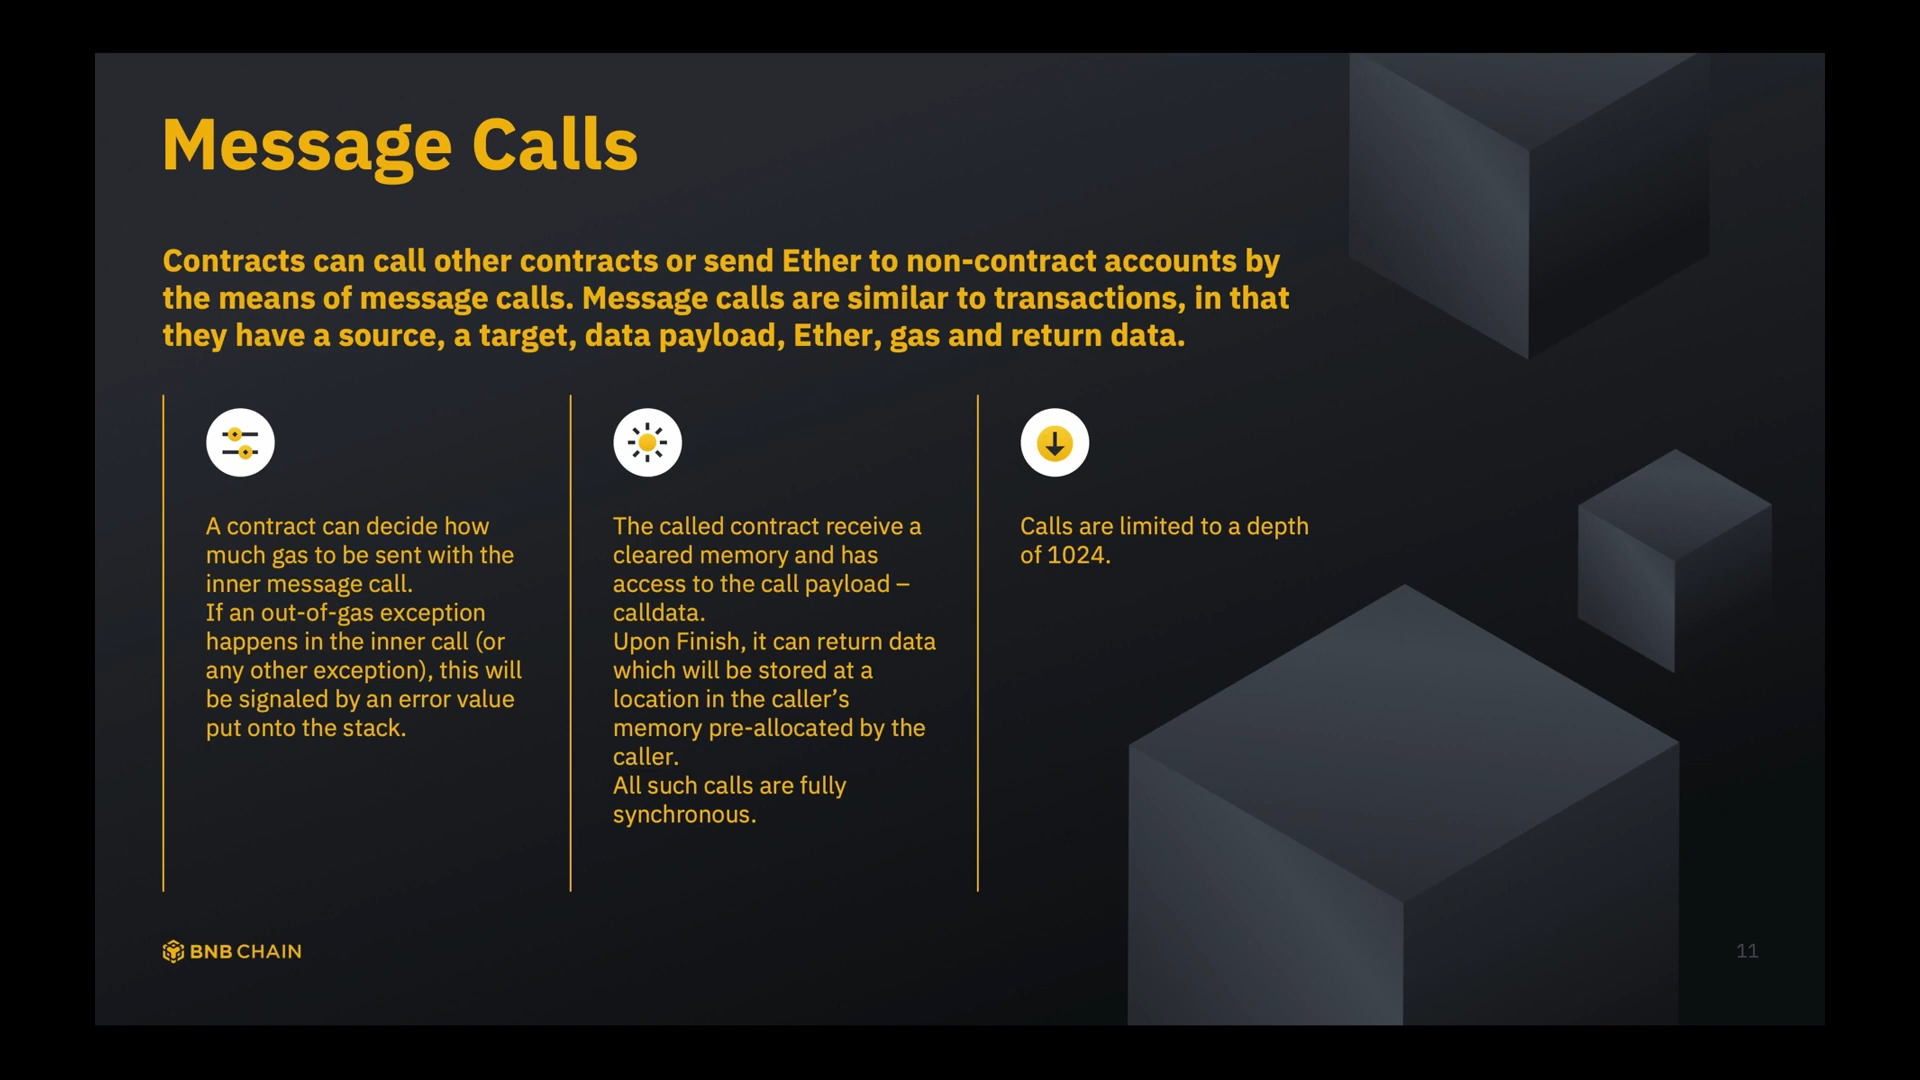 Message Calls
Contracts can call other contracts or send Ether to non-contract accounts by
the means of message calls. Message calls are similar to transactions, in that
they have a source, a target, data payload, Ether, gas and return data.
A contract can decide how
much gas to be sent with the
inner message call.
If an out-of-gas exception
happens in the inner call (or
any other exception), this will
be signaled by an error value
put onto the stack.
The called contract receive a
cleared memory and has
access to the call payload –
calldata.
Upon Finish, it can return data
which will be stored at a
location in the caller’s
memory pre-allocated by the
caller.
All such calls are fully
synchronous.
Calls are limited to a depth
of 1024.
BNB CHAIN
11